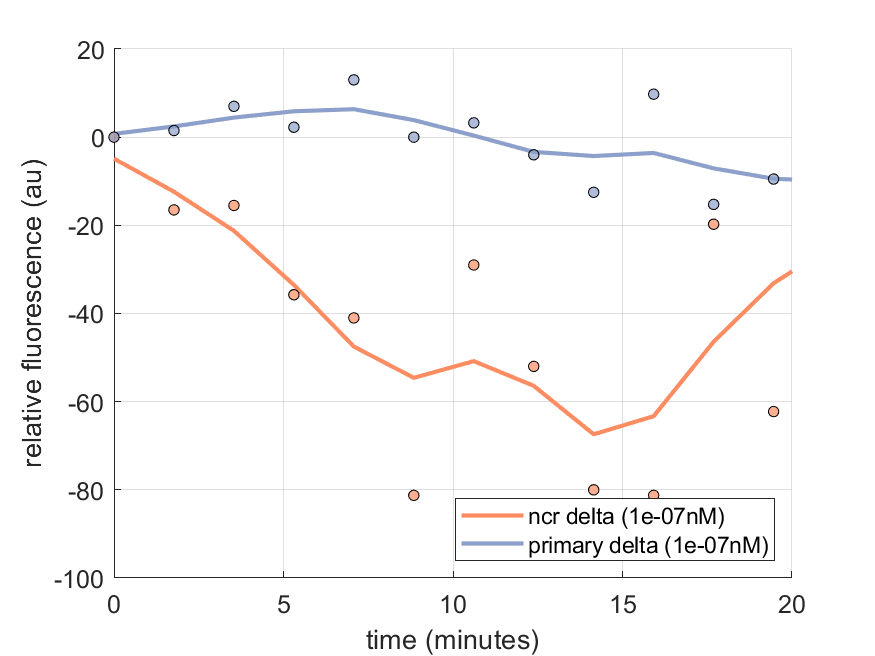 20
0
-20
-40
-60
-80
-100
relative fluorescence (au)
0 5 10 15 20
time (minutes)
ncr delta (1e-07nM)
primary delta (1e-07nM)